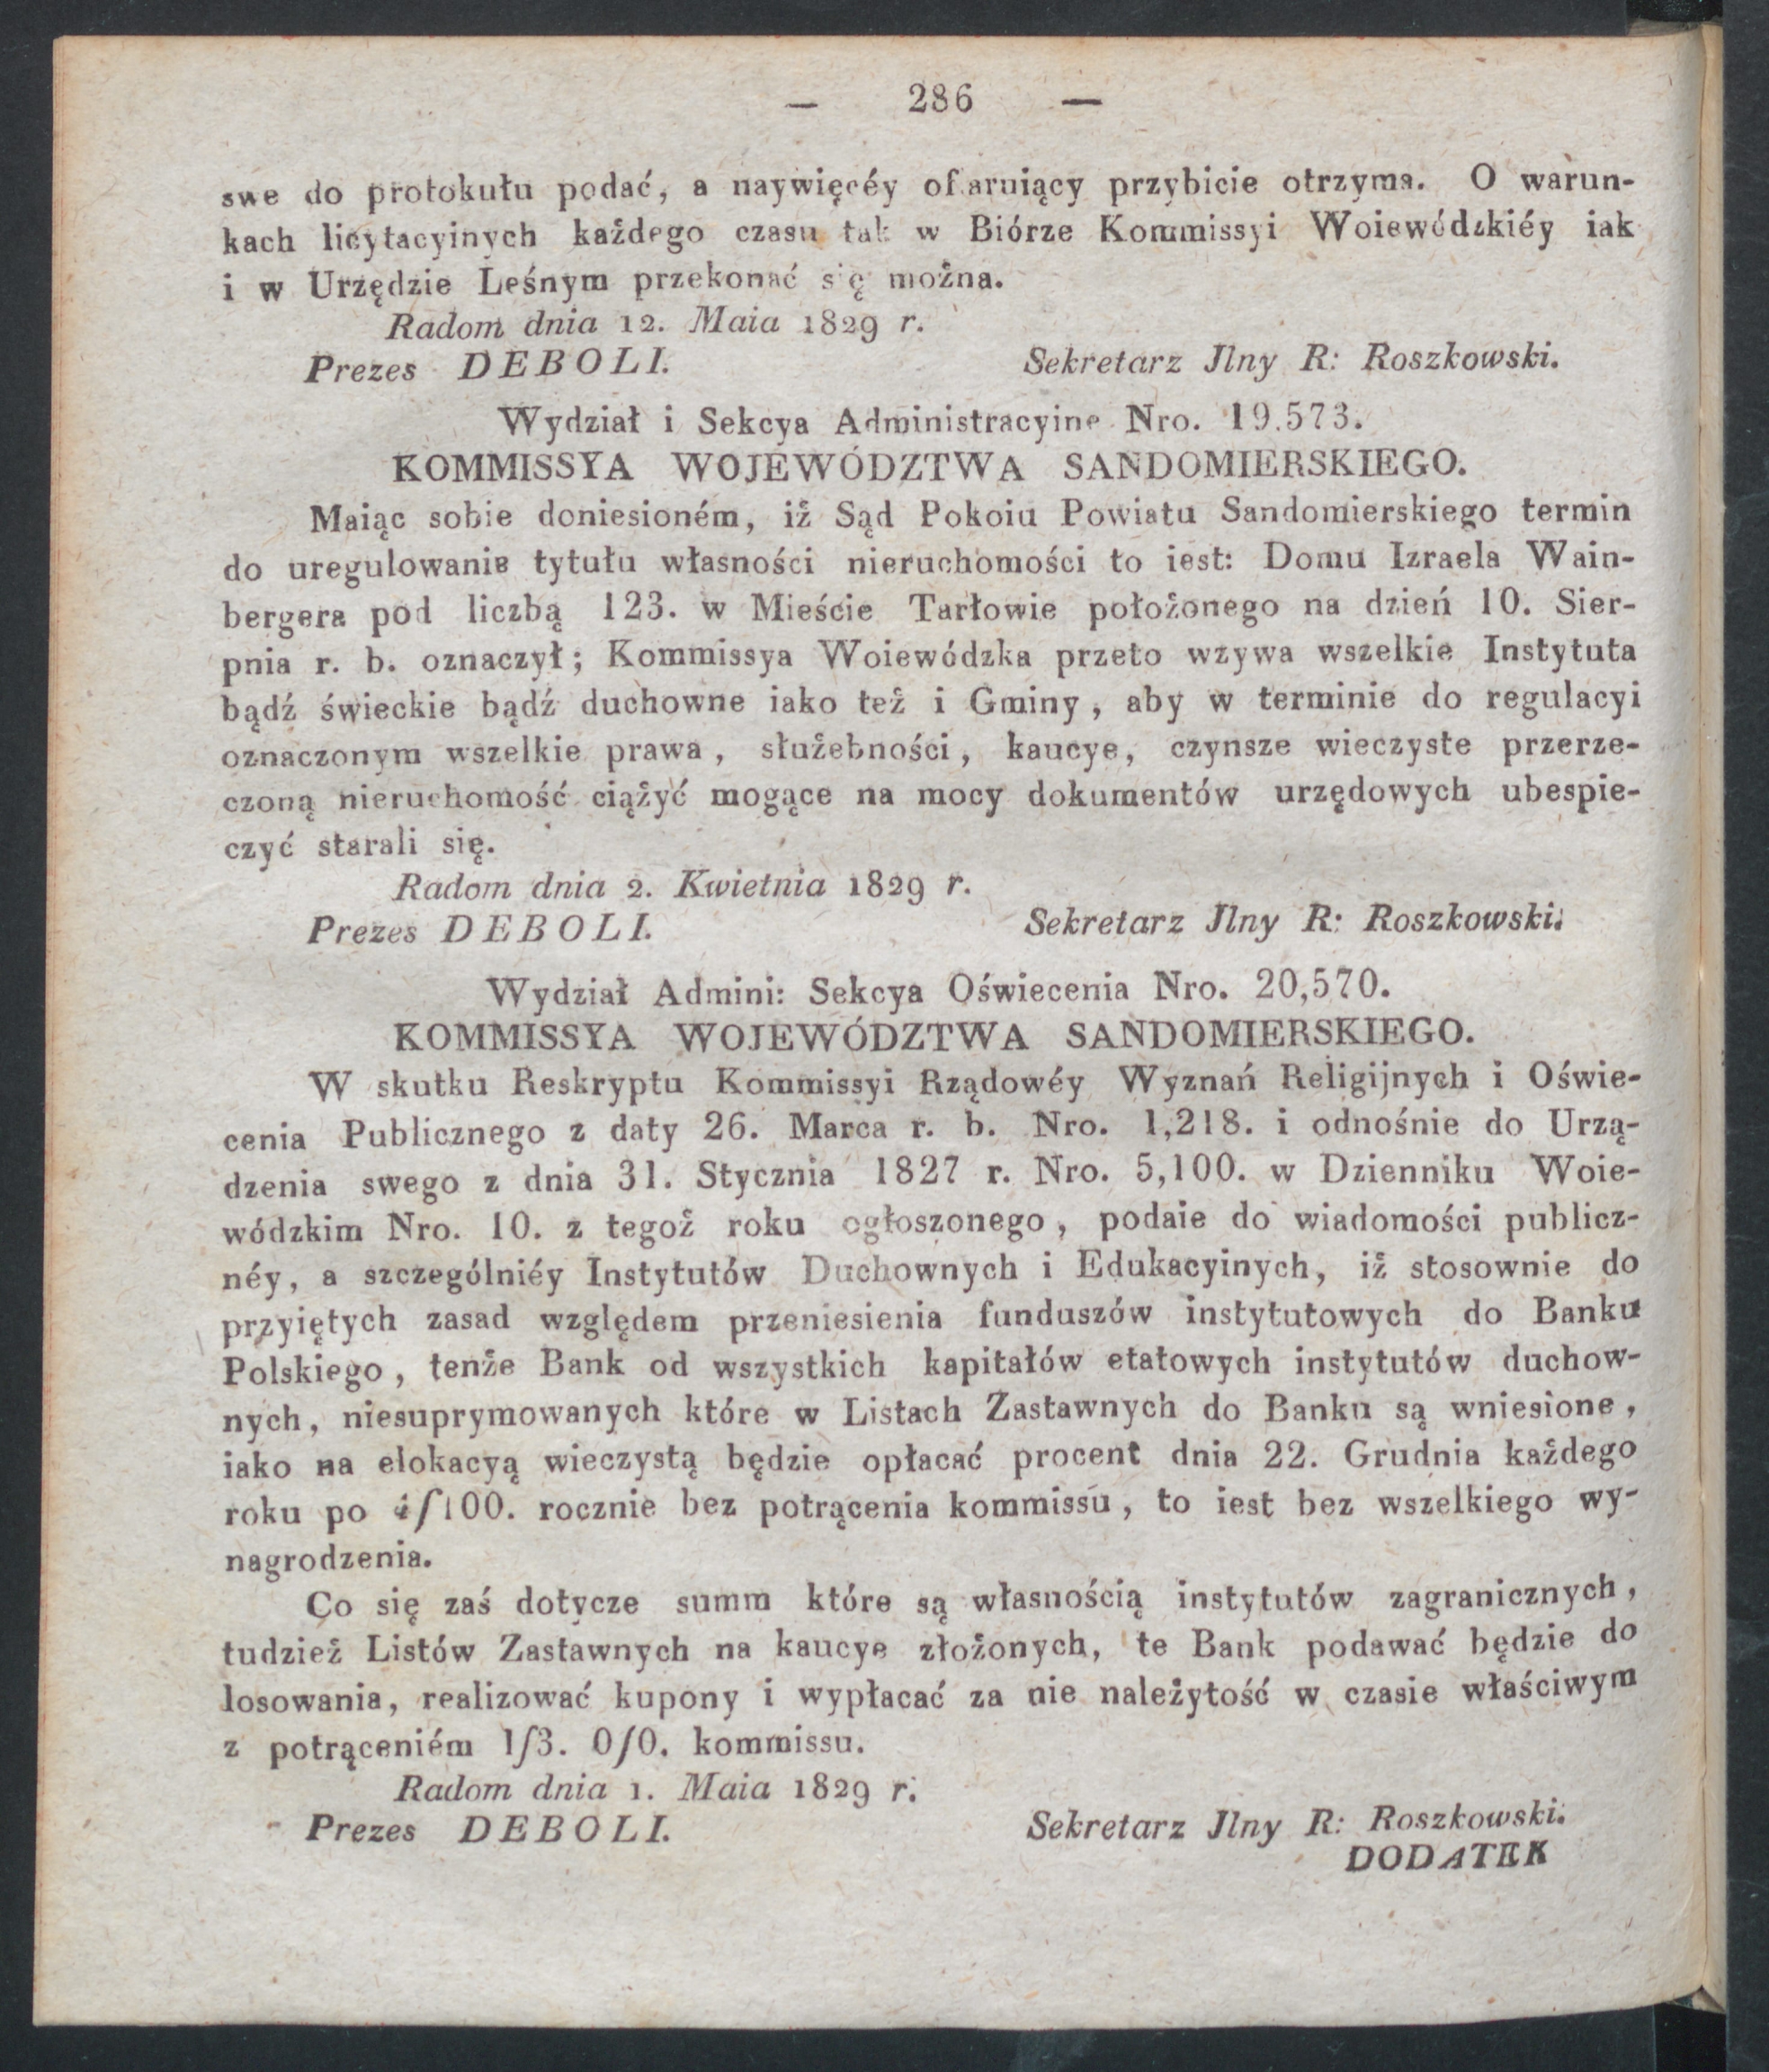 — 286 —
swe do protokułu podać, a naywięcéy ofiaruiący przybicie otrzyma. O warun-
kach licytacyinych każdego czasu tak w Biórze Kommissyi Woiewódzkiéy iak
i w Urzędzie Leśnym przekonać się można.
Radom dnia 12. Maia 1829 r.
Prezes DEBOLI. Sekretarz Jlny R: Roszkowski.
Wydział i Sekcya Administracyine Nro. 19.573.
KOMMISSYA WOJEWÓDZTWA SANDOMIERSKIEGO.
Maiąc sobie doniesioném, iż Sąd Pokoiu Powiatu Sandomierskiego termin
do uregulowania tytułu własności nieruchomości to iest: Domu Izraela Wain-
bergera pod liczbą 123. w Mieście Tarłowie położonego na dzień 10. Sier-
pnia r. b. oznaczył; Kommissya Woiewódzka przeto wzywa wszelkie Instytuta
bądź świeckie bądź duchowne iako też i Gminy, aby w terminie do regulacyi
oznaczonym wszelkie prawa, służebności, kaucye, czynsze wieczyste przerze-
czoną nieruchomość ciążyć mogące na mocy dokumentów urzędowych ubespie-
czyć starali się.
Radom dnia 2. Kwietnia 1829 r.
Prezes DEBOLI. Sekretarz Jlny R: Roszkowski.
Wydział Admini: Sekcya Oświecenia Nro. 20,570.
KOMMISSYA WOJEWÓDZTWA SANDOMIERSKIEGO.
W skutku Reskryptu Kommissyi Rządowéy Wyznań Religijnych i Oświe-
cenia Publicznego z daty 26. Marca r. b. Nro. 1,218. i odnośnie do Urzą-
dzenia swego z dnia 31. Stycznia 1827 r. Nro. 5,100. w Dzienniku Woie-
wódzkim Nro. 10. z tegoż roku ogłoszonego, podaie do wiadomości publicz-
néy, a szczególniéy Instytutów Duchownych i Edukacyinych, iż stosownie do
przyiętych zasad względem przeniesienia funduszów instytutowych do Banku
Polskiego, tenże Bank od wszystkich kapitałów etatowych instytutów duchow-
nych, niesuprymowanych które w Listach Zastawnych do Banku są wniesione,
iako na elokacyą wieczystą będzie opłacać procent dnia 22. Grudnia każdego
roku po ſ100. rocznie bez potrącenia kommissu, to iest bez wszelkiego wy-
nagrodzenia.
Co się zaś dotycze summ które są własnością instytutów zagranicznych,
tudzież Listów Zastawnych na kaucye złożonych, te Bank podawać będzie do
losowania, realizować kupony i wypłacać za nie należytość w czasie właściwym
z potrąceniém 1ſ3. 0ſ0. kommissu.
Radom dnia 1. Maia 1829 r.
Prezes DEBOLI. Sekretarz Jlny R: Roszkowski.
DODATEK